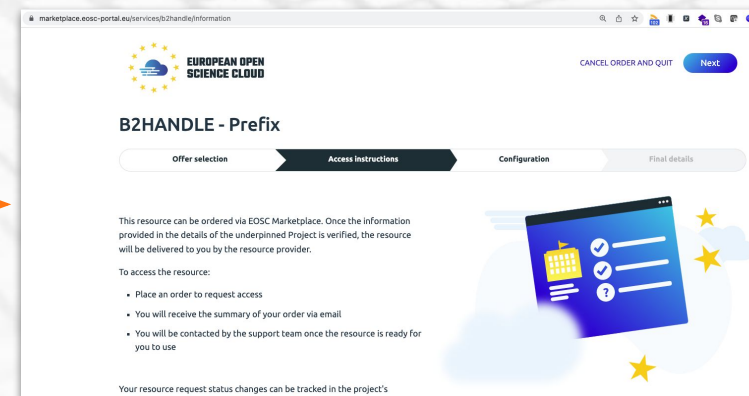 marketplace.eosc-portal.eu/services/b2handle/information
EUROPEAN OPEN
SCIENCE CLOUD
CANCEL ORDER AND QUIT
Next
B2HANDLE - Prefix
Offer selection
Access instructions
Configuration
Final details
This resource can be ordered via EOSC Marketplace. Once the information
provided in the details of the underpinned Project is verified, the resource
will be delivered to you by the resource provider.
To access the resource:
• Place an order to request access
• You will receive the summary of your order via email
• You will be contacted by the support team once the resource is ready for
you to use
Your resource request status changes can be tracked in the project's